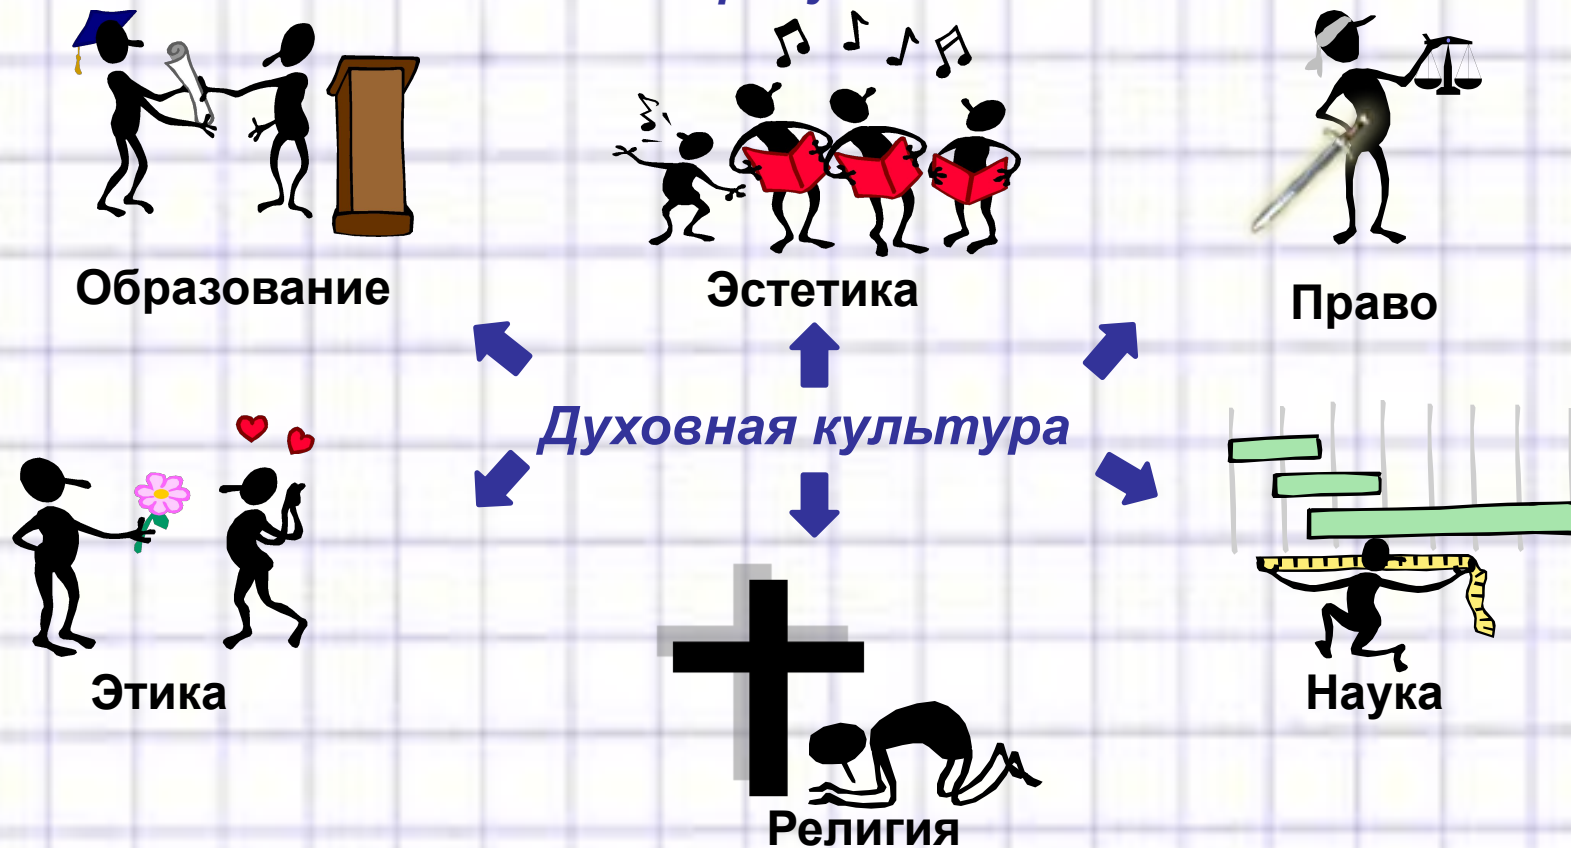 Образование
Эстетика
Право
Духовная культура
Этика
Наука
Религия